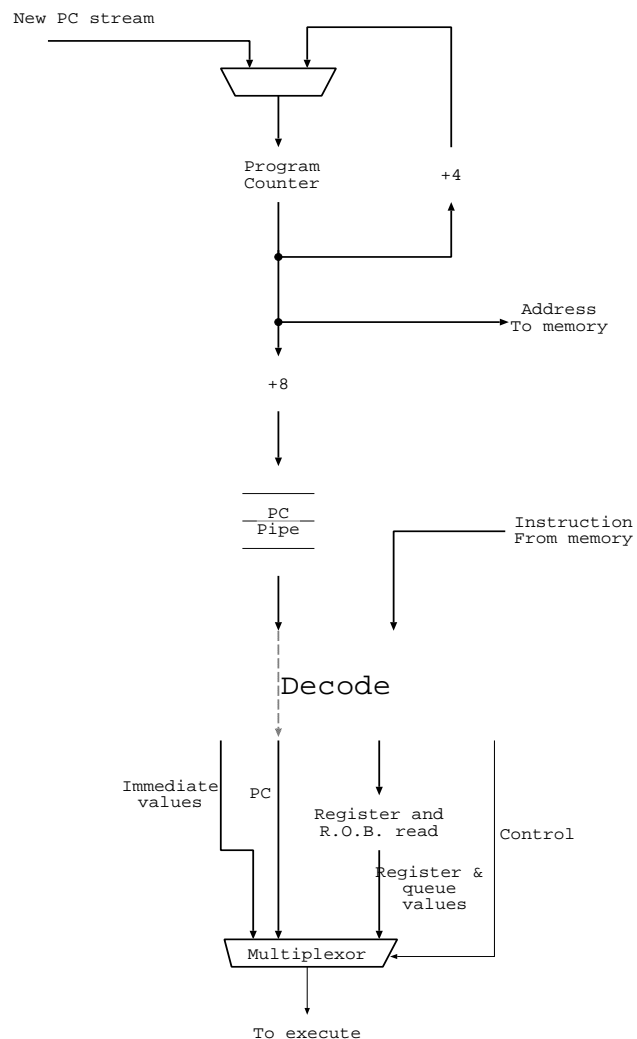 New PC stream
Program
Counter
+4
Address
To memory
+8
PC
Pipe
Instruction
From memory
Decode
Immediate
values
PC
Register and
R.O.B. read
Control
Register &
queue
values
Multiplexor
To execute